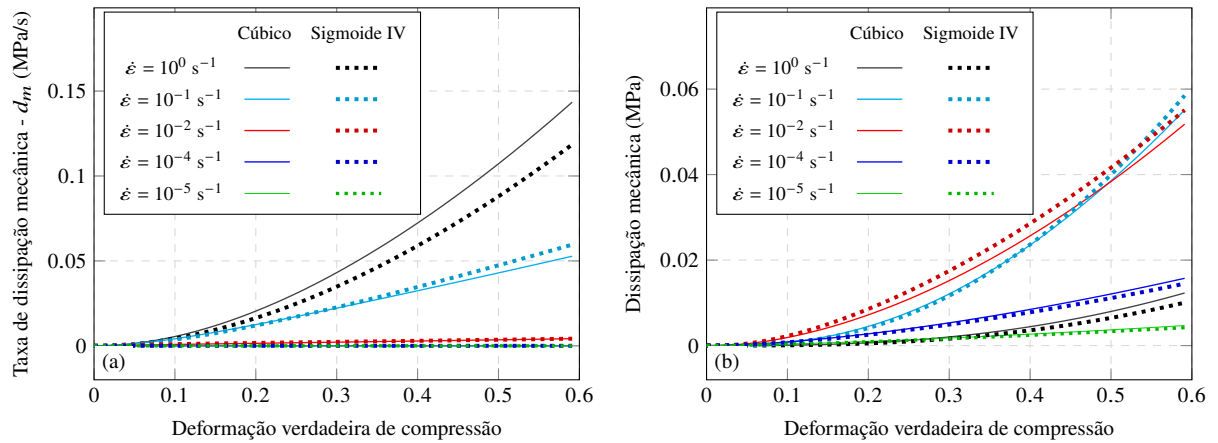 Taxa de dissipação mecânica - d_m (MPa/s)
0.15
0.1
0.05
0
Cúbico Sigmoide IV
ε̇ = 10⁰ s⁻¹
ε̇ = 10⁻¹ s⁻¹
ε̇ = 10⁻² s⁻¹
ε̇ = 10⁻⁴ s⁻¹
ε̇ = 10⁻⁵ s⁻¹
(a)
0 0.1 0.2 0.3 0.4 0.5 0.6
Deformação verdadeira de compressão
Dissipação mecânica (MPa)
0.06
0.04
0.02
0
Cúbico Sigmoide IV
ε̇ = 10⁰ s⁻¹
ε̇ = 10⁻¹ s⁻¹
ε̇ = 10⁻² s⁻¹
ε̇ = 10⁻⁴ s⁻¹
ε̇ = 10⁻⁵ s⁻¹
(b)
0 0.1 0.2 0.3 0.4 0.5 0.6
Deformação verdadeira de compressão